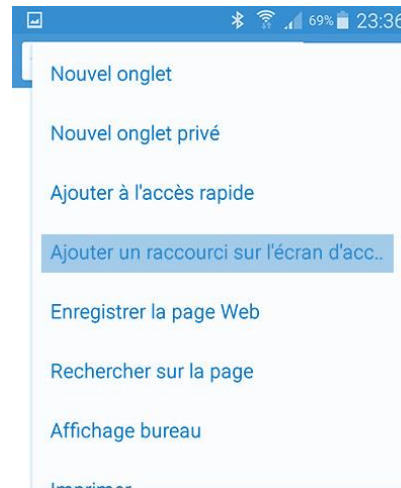 69% 23:36
Nouvel onglet
Nouvel onglet privé
Ajouter à l'accès rapide
Ajouter un raccourci sur l'écran d'acc..
Enregistrer la page Web
Rechercher sur la page
Affichage bureau
Imprimer